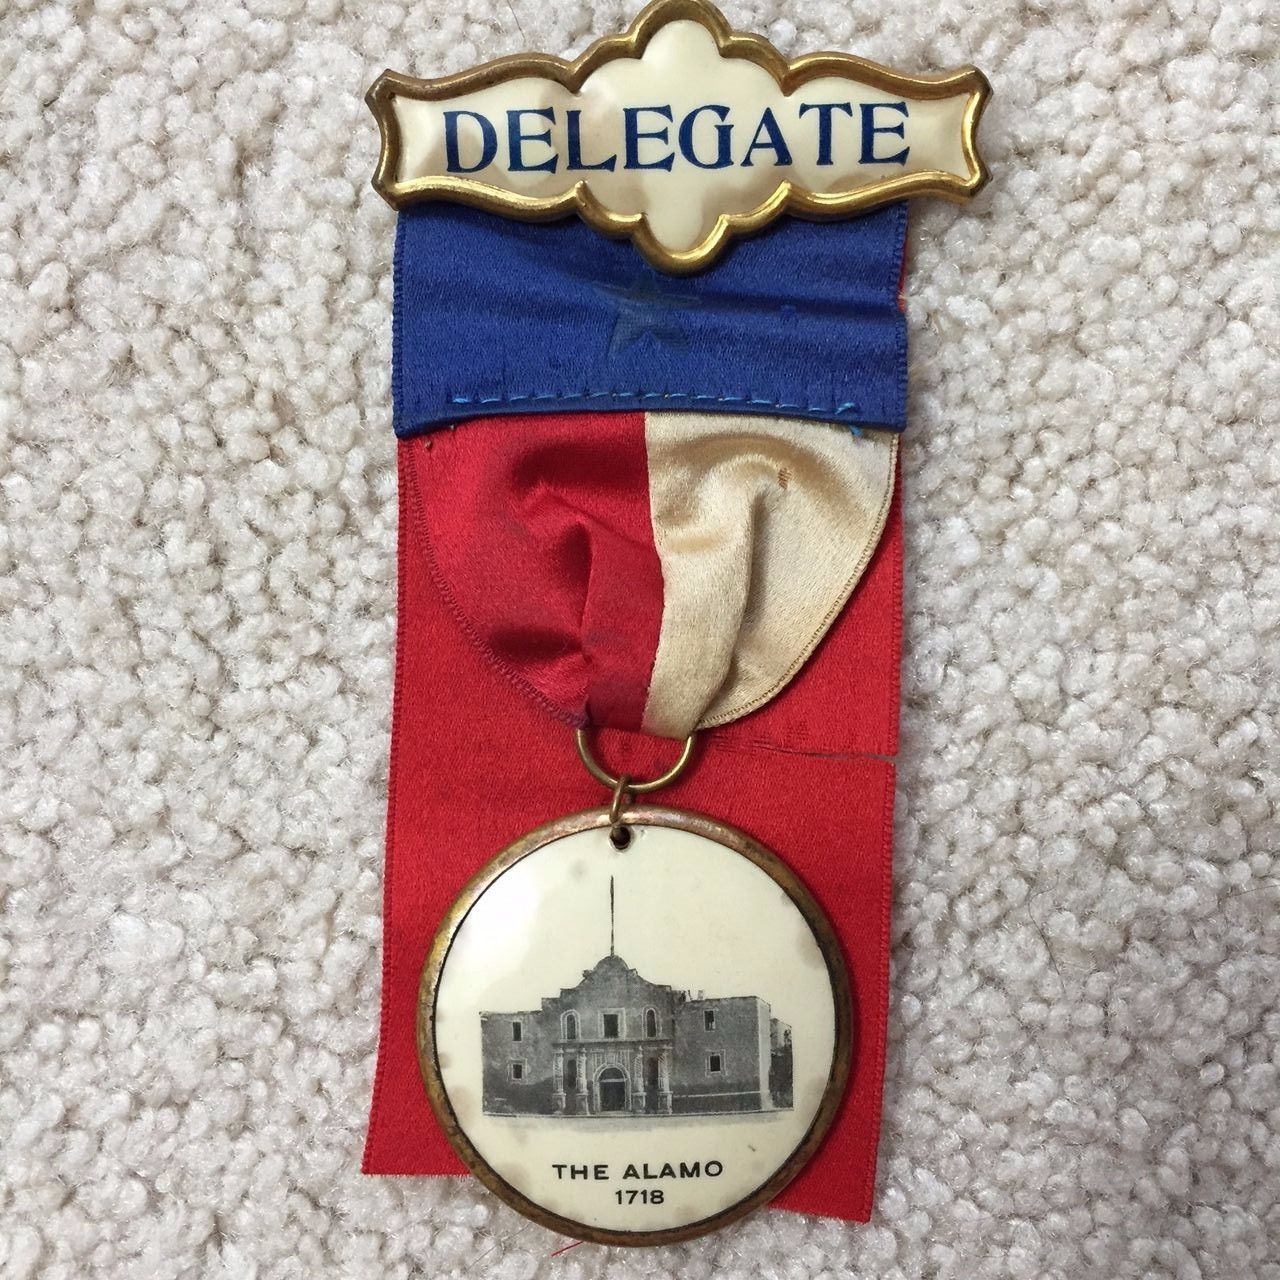 DELEGATE
THE ALAMO
1718